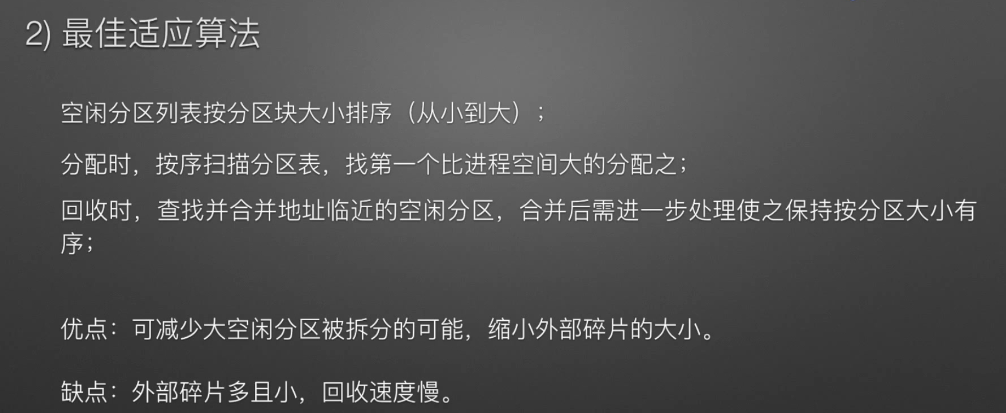 2) 最佳适应算法
空闲分区列表按分区块大小排序（从小到大）；
分配时，按序扫描分区表，找第一个比进程空间大的分配之；
回收时，查找并合并地址临近的空闲分区，合并后需进一步处理使之保持按分区大小有
序；
优点：可减少大空闲分区被拆分的可能，缩小外部碎片的大小。
缺点：外部碎片多且小，回收速度慢。